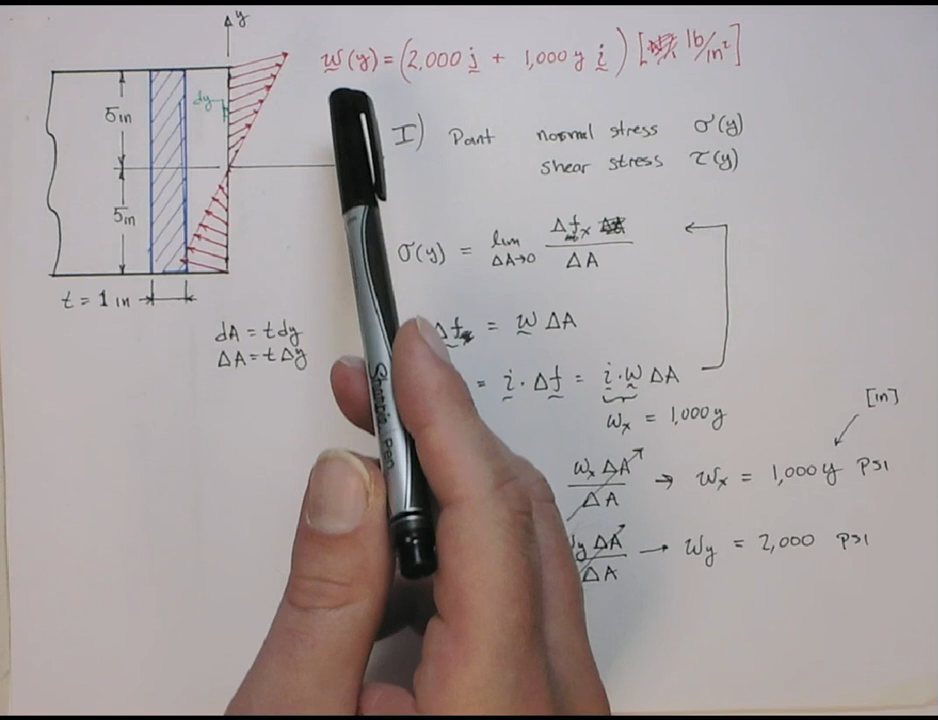 y
w(y) = (2,000 j + 1,000 y i) [lb/in²]
dy
5in
5in
t = 1 in
dA = t dy
ΔA = t Δy
I) Point normal stress σ(y)
shear stress τ(y)
σ(y) = lim ΔA→0 Δfx / ΔA
Δf = w ΔA
= i · Δf = i · w ΔA
wx = 1,000 y
[in]
wx ΔA / ΔA → wx = 1,000 y psi
y ΔA / ΔA → wy = 2,000 psi
Sharpie Pen